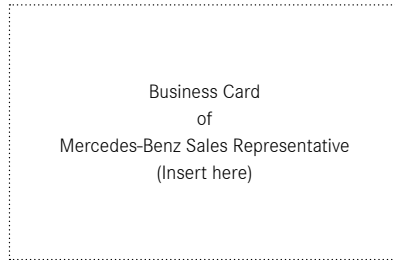 Business Card
of
Mercedes-Benz Sales Representative
(Insert here)